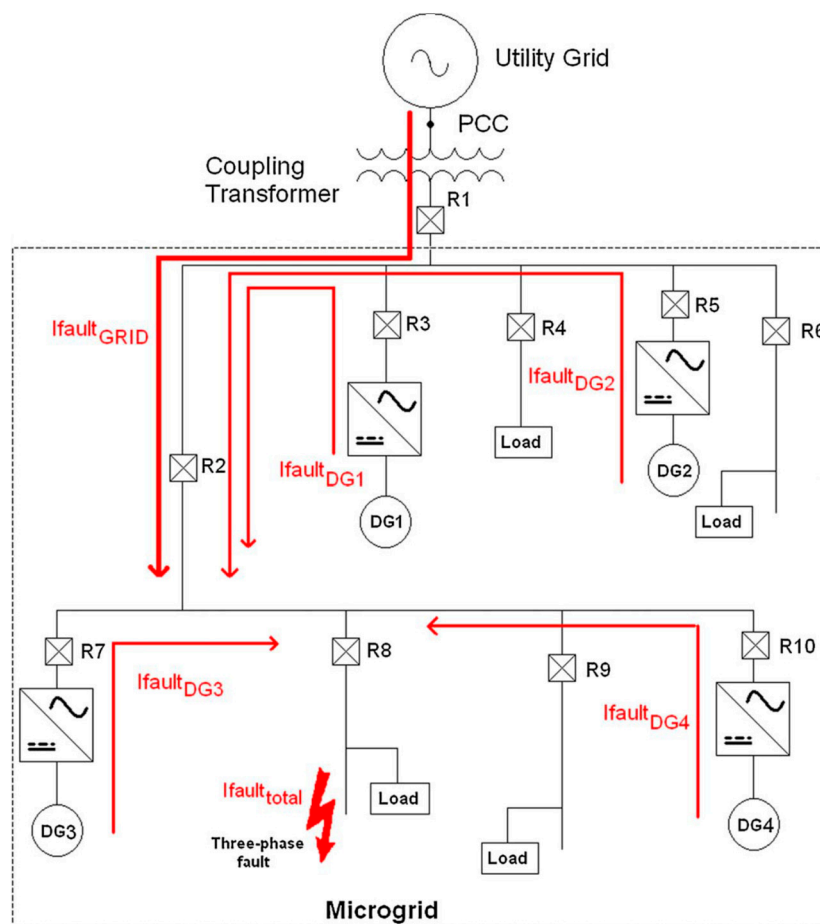 Utility Grid
PCC
Coupling
Transformer
R1
IfaultGRID
R3
R4
R5
R6
IfaultDG2
IfaultDG1
Load
R2
DG2
DG1
Load
R7
R8
R9
R10
IfaultDG3
IfaultDG4
Ifaulttotal
Load
DG3
Three-phase
fault
DG4
Load
Microgrid